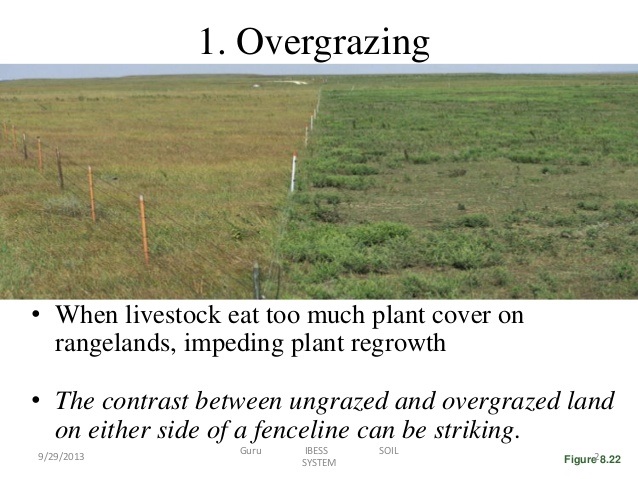 1. Overgrazing
• When livestock eat too much plant cover on
rangelands, impeding plant regrowth
• The contrast between ungrazed and overgrazed land
on either side of a fenceline can be striking.
9/29/2013
Guru IBESS SOIL
SYSTEM
2
Figure 8.22